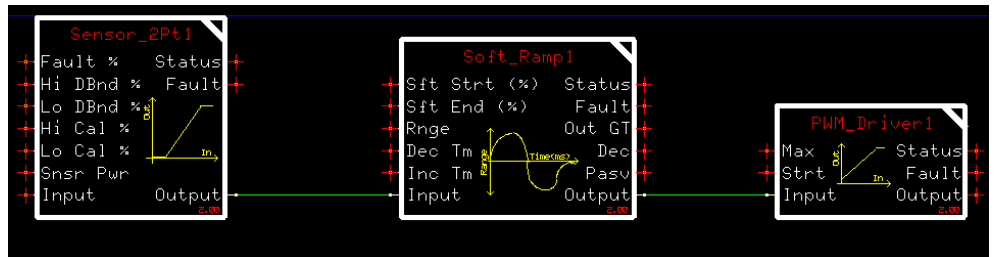 Sensor_2Pt1
Fault % Status
Hi DBnd % Fault
Lo DBnd %
Hi Cal %
Lo Cal %
Snsr Pwr
Input Output
Out
In
2.00
Soft_Ramp1
Sft Strt (%) Status
Sft End (%) Fault
Rnge Out GT
Dec Tm Dec
Inc Tm Pasv
Input Output
Range
Time(ms)
2.00
PWM_Driver1
Max Status
Strt Fault
Input Output
Out
In
2.00